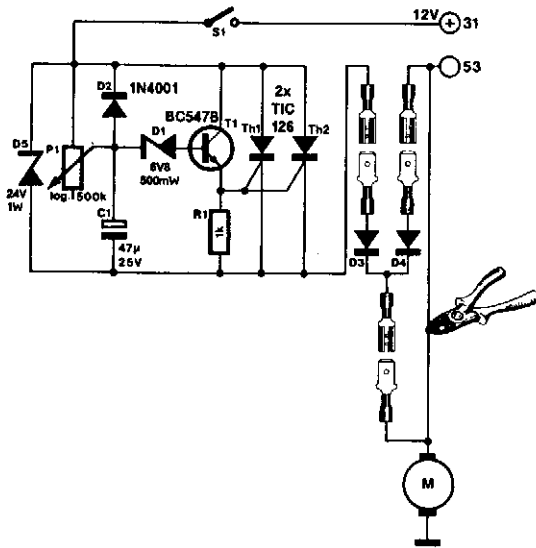 12V + 31
S1
53
D2 1N4001
BC547B
T1
2x
TIC
126
Th1
Th2
D5
P1
D1
6V8
500mW
24V
1W
log.
500k
C1
47µ
25V
R1
1k
D3
D4
M